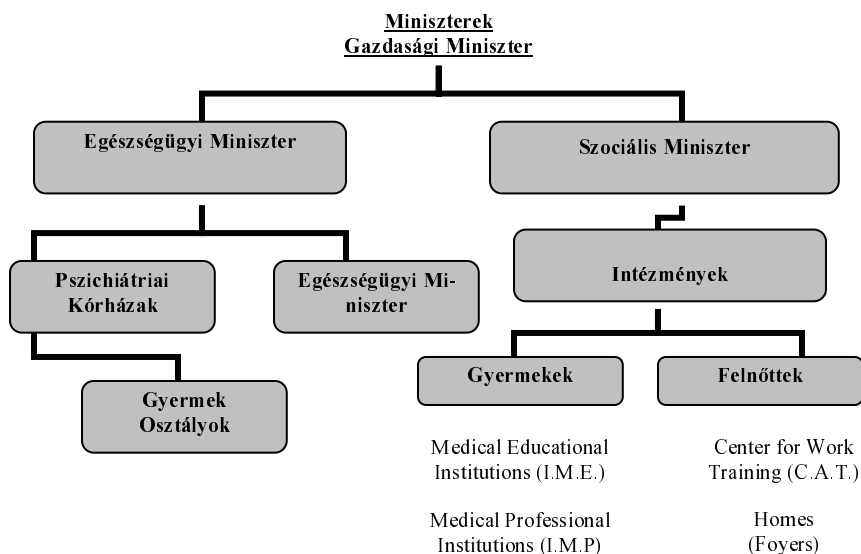 Miniszterek
Gazdasági Miniszter
Egészségügyi Miniszter
Szociális Miniszter
Pszichiátriai
Kórházak
Egészségügyi Mi-
niszter
Intézmények
Gyermek
Osztályok
Gyermekek
Felnőttek
Medical Educational
Institutions (I.M.E.)
Center for Work
Training (C.A.T.)
Medical Professional
Institutions (I.M.P)
Homes
(Foyers)